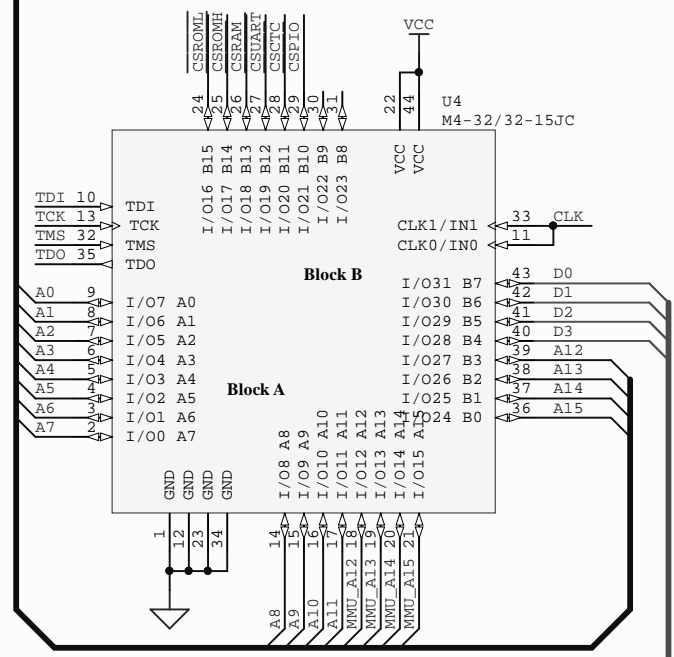 CSROML
CSROMH
CSRAM
CSUART
CSCTC
CSPIO
24
25
26
27
28
29
30
31
VCC
22
44
U4
M4-32/32-15JC
I/O16 B15
I/O17 B14
I/O18 B13
I/O19 B12
I/O20 B11
I/O21 B10
I/O22 B9
I/O23 B8
VCC
VCC
TDI 10 TDI
TCK 13 TCK
TMS 32 TMS
TDO 35 TDO
CLK1/IN1 33 CLK
CLK0/IN0 11
Block B
A0 9 I/O7 A0
A1 8 I/O6 A1
A2 7 I/O5 A2
A3 6 I/O4 A3
A4 5 I/O3 A4
A5 4 I/O2 A5
A6 3 I/O1 A6
A7 2 I/O0 A7
I/O31 B7 43 D0
I/O30 B6 42 D1
I/O29 B5 41 D2
I/O28 B4 40 D3
I/O27 B3 39 A12
I/O26 B2 38 A13
I/O25 B1 37 A14
I/O24 B0 36 A15
Block A
GND
GND
GND
GND
I/O8 A8
I/O9 A9
I/O10 A10
I/O11 A11
I/O12 A12
I/O13 A13
I/O14 A14
I/O15 A15
1
12
23
34
14
15
16
17
18
19
20
21
A8
A9
A10
A11
MMU_A12
MMU_A13
MMU_A14
MMU_A15